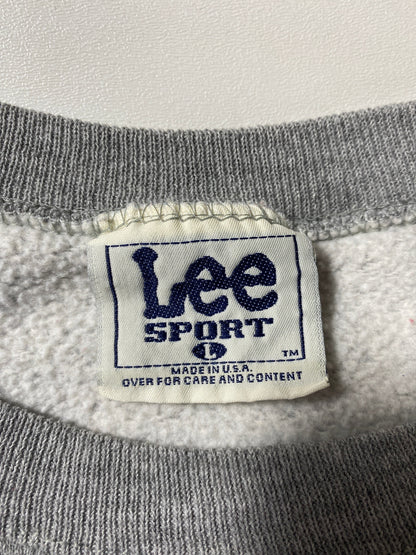 Lee
SPORT
L
TM
MADE IN U.S.A.
OVER FOR CARE AND CONTENT